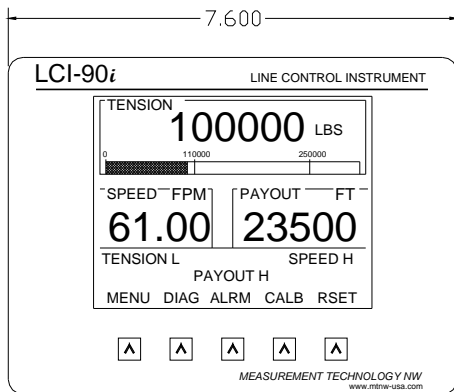 7.600
LCI-90i LINE CONTROL INSTRUMENT
TENSION
100000 LBS
0 110000 250000
SPEED FPM PAYOUT FT
61.00 23500
TENSION L SPEED H
PAYOUT H
MENU DIAG ALRM CALB RSET
MEASUREMENT TECHNOLOGY NW
www.mtnw-usa.com